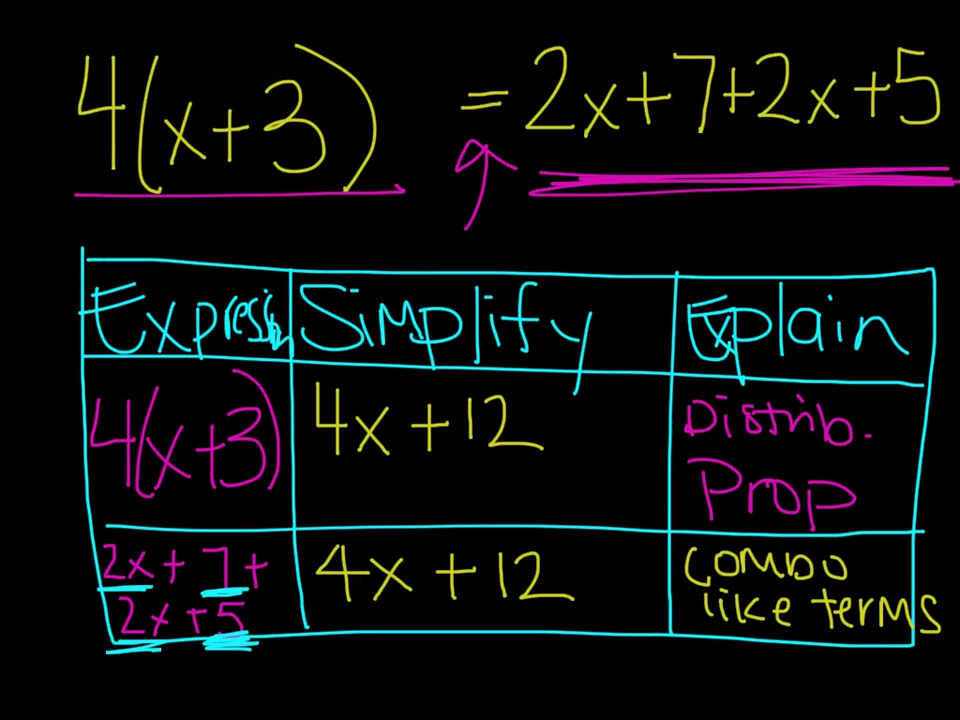 4(x+3) = 2x+7+2x+5
Expression Simplify Explain
4(x+3) 4x+12 Distrib.
Prop
2x+7+ 4x+12 combo
2x+5 like terms